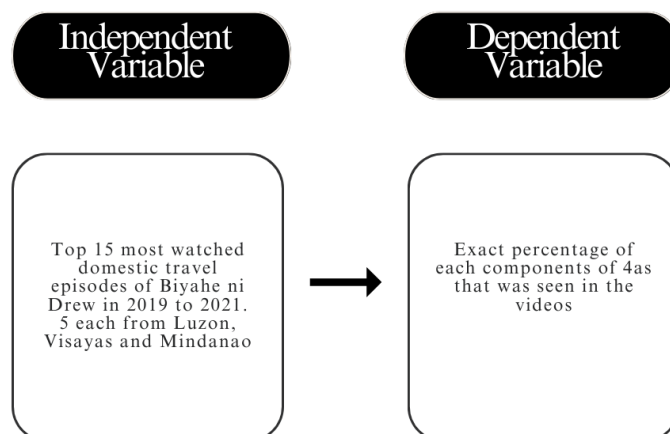 Independent
Variable
Dependent
Variable
Top 15 most watched
domestic travel
episodes of Biyahe ni
Drew in 2019 to 2021.
5 each from Luzon,
Visayas and Mindanao
Exact percentage of
each components of 4as
that was seen in the
videos